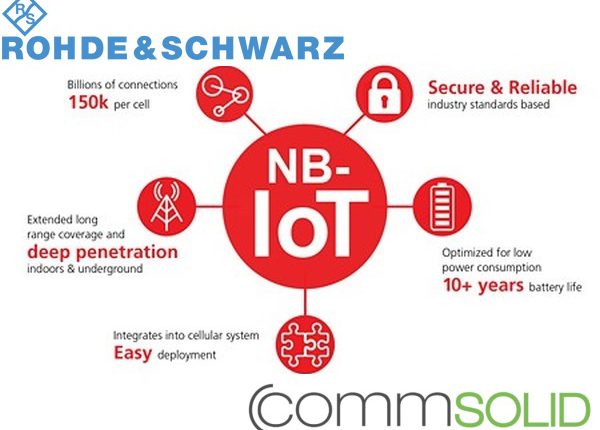 R
S
ROHDE&SCHWARZ
Billions of connections
150k per cell
Secure & Reliable
industry standards based
NB-
IoT
Extended long
range coverage and
deep penetration
indoors & underground
Optimized for low
power consumption
10+ years battery life
Integrates into cellular system
Easy deployment
commsolid